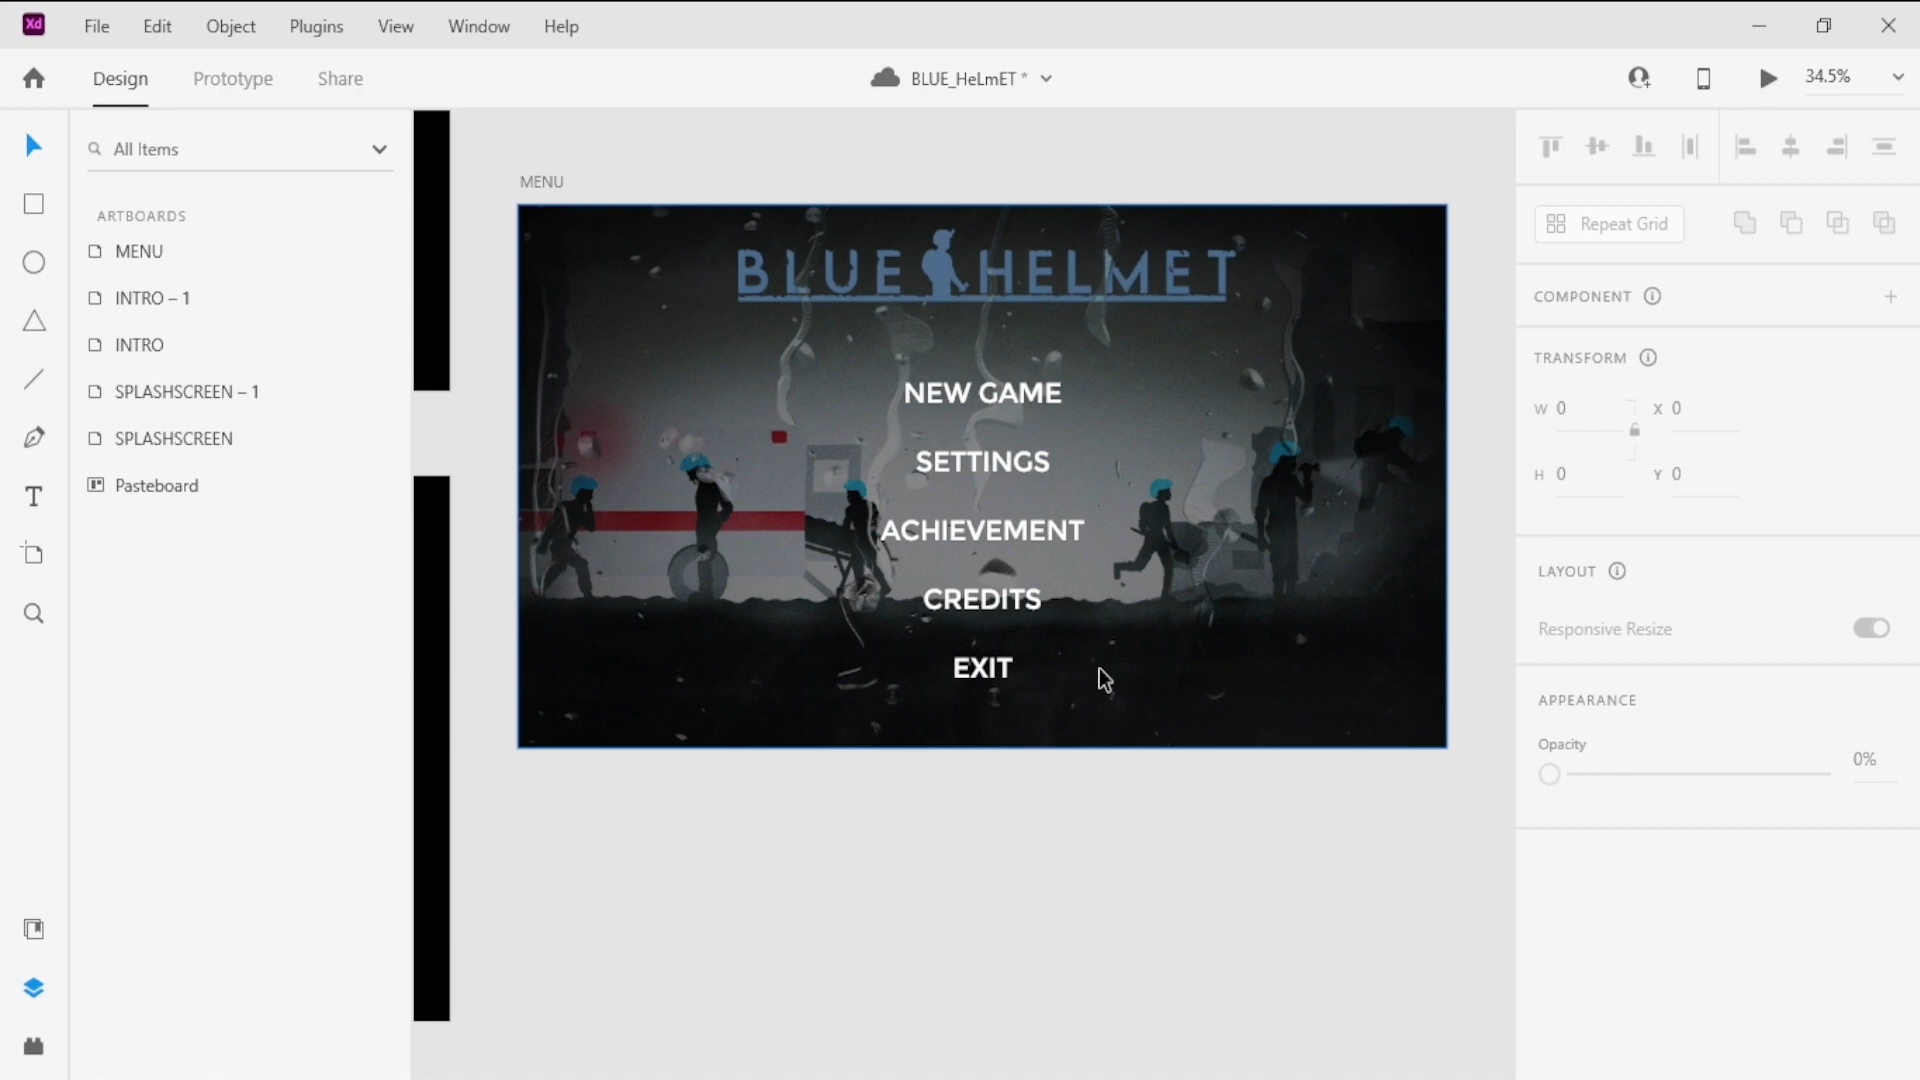 Xd File Edit Object Plugins View Window Help
Design Prototype Share BLUE_HeLmET * 34.5%
All Items
ARTBOARDS
MENU
INTRO – 1
INTRO
SPLASHSCREEN – 1
SPLASHSCREEN
Pasteboard
MENU
BLUE HELMET
NEW GAME
SETTINGS
ACHIEVEMENT
CREDITS
EXIT
Repeat Grid
COMPONENT
TRANSFORM
W 0 X 0
H 0 Y 0
LAYOUT
Responsive Resize
APPEARANCE
Opacity
0%